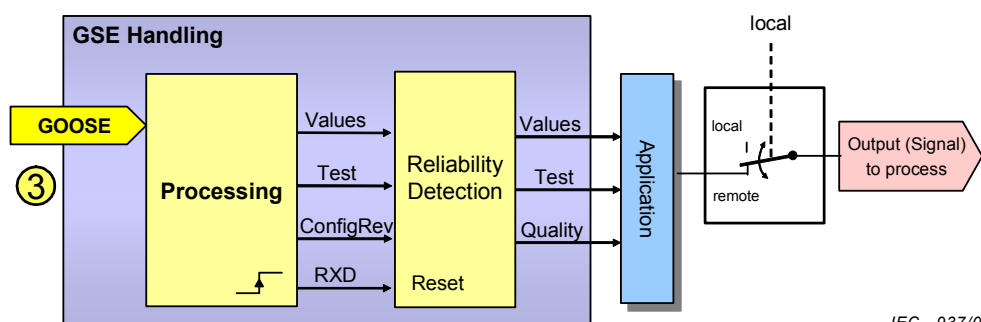 GSE Handling
local
GOOSE
3
Processing
Values
Test
ConfigRev
RXD
Reliability
Detection
Reset
Values
Test
Quality
Application
local
remote
Output (Signal)
to process